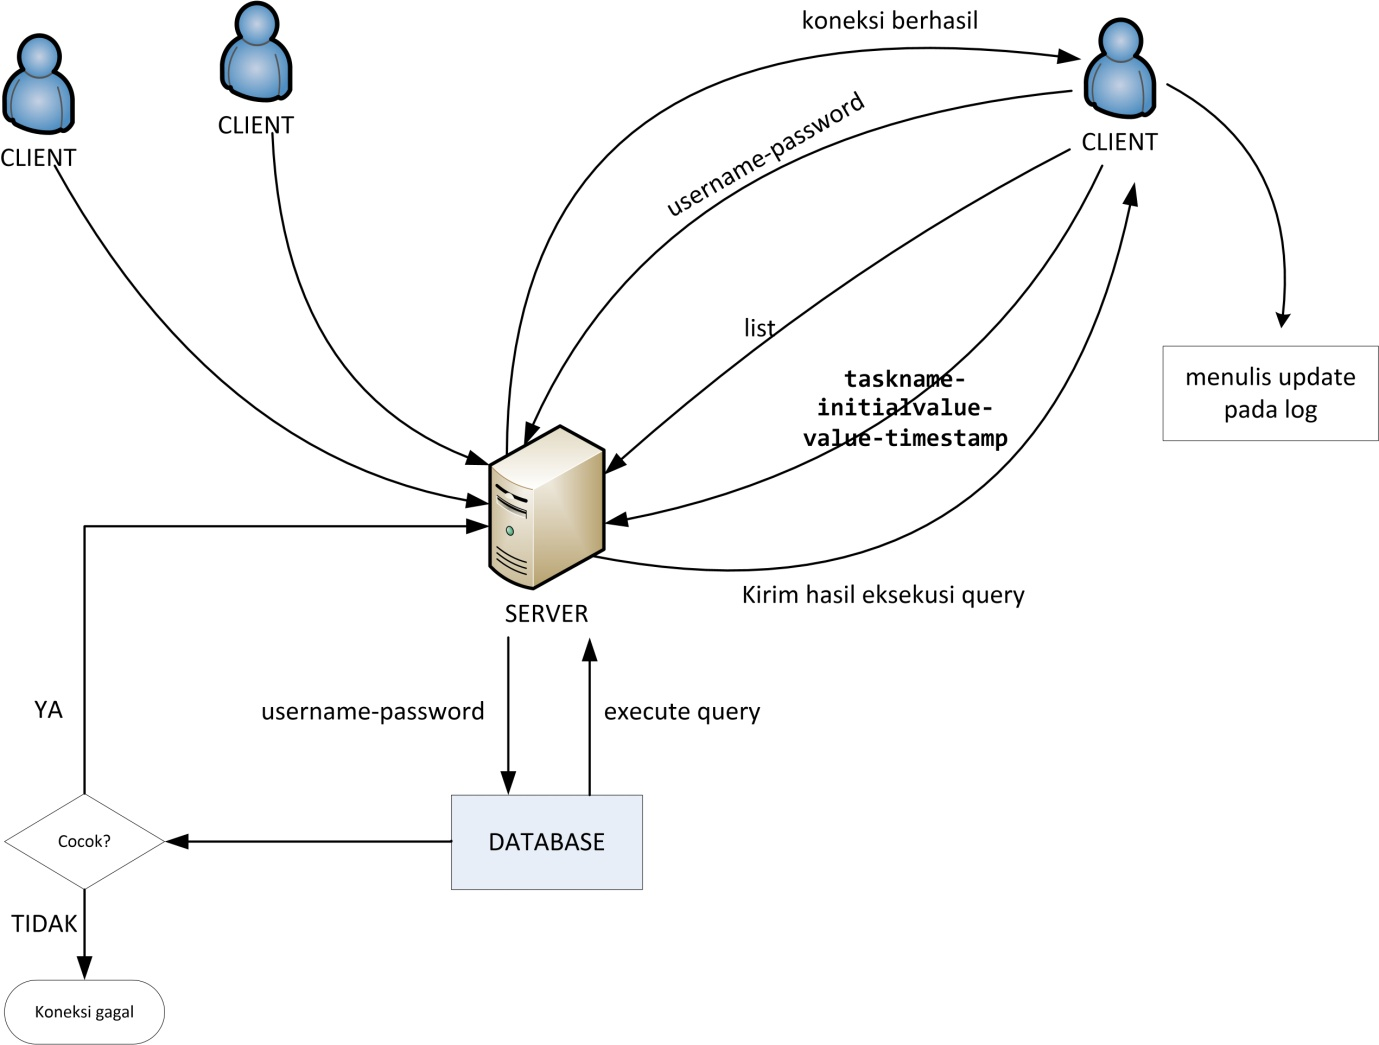 koneksi berhasil
CLIENT
CLIENT
CLIENT
username-password
list
taskname-
initialvalue-
value-timestamp
menulis update
pada log
SERVER
Kirim hasil eksekusi query
YA
username-password
execute query
Cocok?
DATABASE
TIDAK
Koneksi gagal